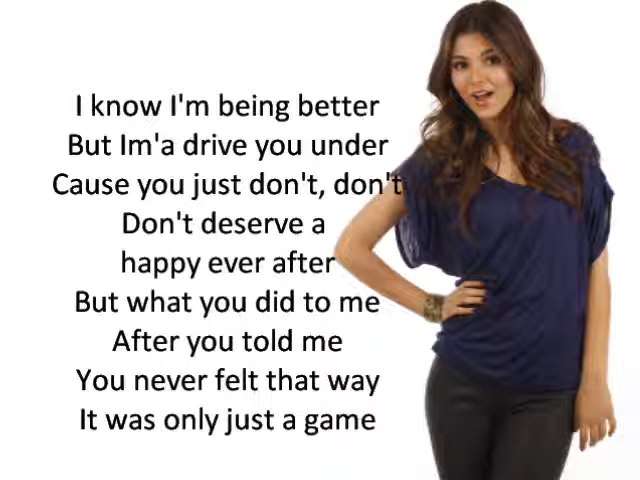 I know I'm being better
But Im'a drive you under
Cause you just don't, don't
Don't deserve a
happy ever after
But what you did to me
After you told me
You never felt that way
It was only just a game